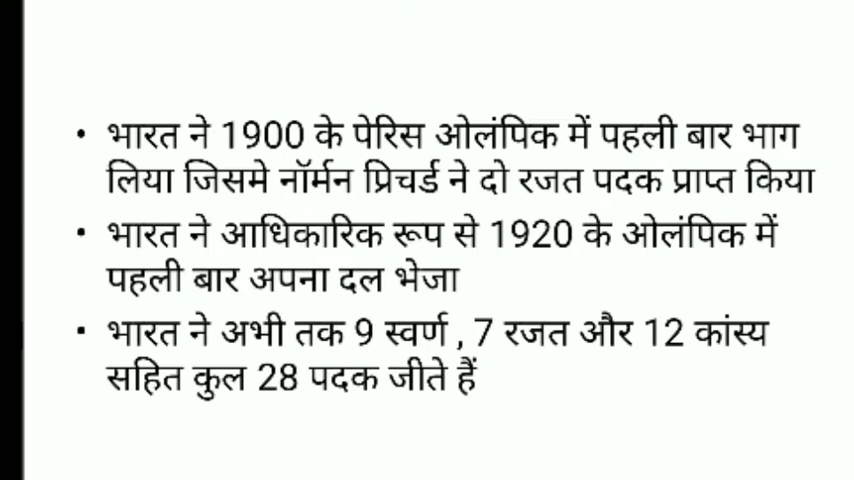 • भारत ने 1900 के पेरिस ओलंपिक में पहली बार भाग
लिया जिसमे नॉर्मन प्रिचर्ड ने दो रजत पदक प्राप्त किया
• भारत ने आधिकारिक रूप से 1920 के ओलंपिक में
पहली बार अपना दल भेजा
• भारत ने अभी तक 9 स्वर्ण , 7 रजत और 12 कांस्य
सहित कुल 28 पदक जीते हैं